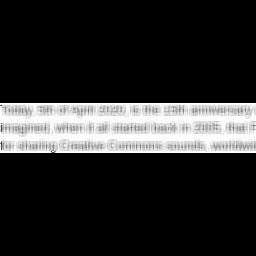 Today 5th of April 2020, is the 15th anniversary
imagined, when it all started back in 2005, that
for sharing Creative Commons sounds, worldwide